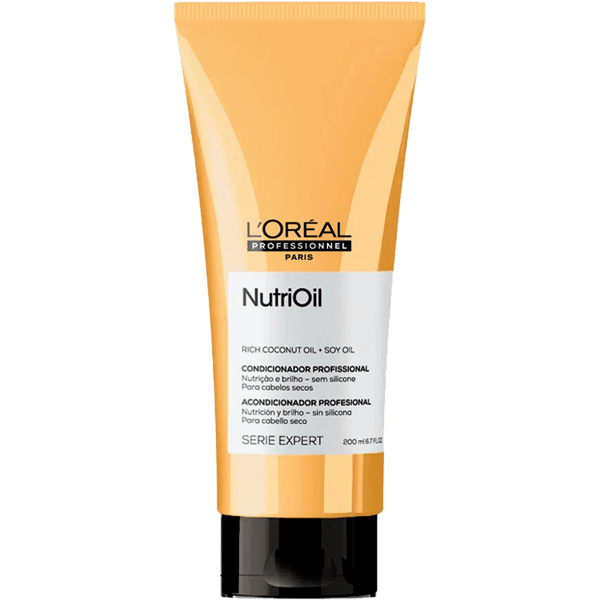 L'ORÉAL
PROFESSIONNEL
PARIS
NutriOil
RICH COCONUT OIL + SOY OIL
CONDICIONADOR PROFISSIONAL
Nutrição e brilho – sem silicone
Para cabelos secos
ACONDICIONADOR PROFESIONAL
Nutrición y brilho – sin silicona
Para cabello seco
SERIE EXPERT 200 ml 6.7 FL.OZ